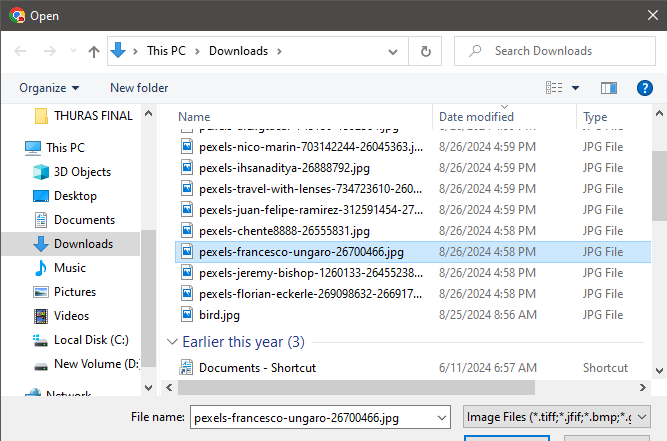 Open
This PC > Downloads >
Search Downloads
Organize
New folder
THURAS FINAL
This PC
3D Objects
Desktop
Documents
Downloads
Music
Pictures
Videos
Local Disk (C:)
New Volume (D:
Name Date modified Type
8/26/2024 4:59 PM JPG File
pexels-nico-marin-703142244-26045363.j... 8/26/2024 4:59 PM JPG File
pexels-ihsanaditya-26888792.jpg 8/26/2024 4:59 PM JPG File
pexels-travel-with-lenses-734723610-260... 8/26/2024 4:59 PM JPG File
pexels-juan-felipe-ramirez-312591454-27... 8/26/2024 4:59 PM JPG File
pexels-chente8888-26555831.jpg 8/26/2024 4:58 PM JPG File
pexels-francesco-ungaro-26700466.jpg 8/26/2024 4:58 PM JPG File
pexels-jeremy-bishop-1260133-26455238... 8/26/2024 4:58 PM JPG File
pexels-florian-eckerle-269098632-266917... 8/26/2024 4:58 PM JPG File
bird.jpg 8/25/2024 8:56 AM JPG File
Earlier this year (3)
Documents - Shortcut 6/11/2024 6:57 AM Shortcut
File name: pexels-francesco-ungaro-26700466.jpg
Image Files (*.tiff;*.jfif;*.bmp;*.g